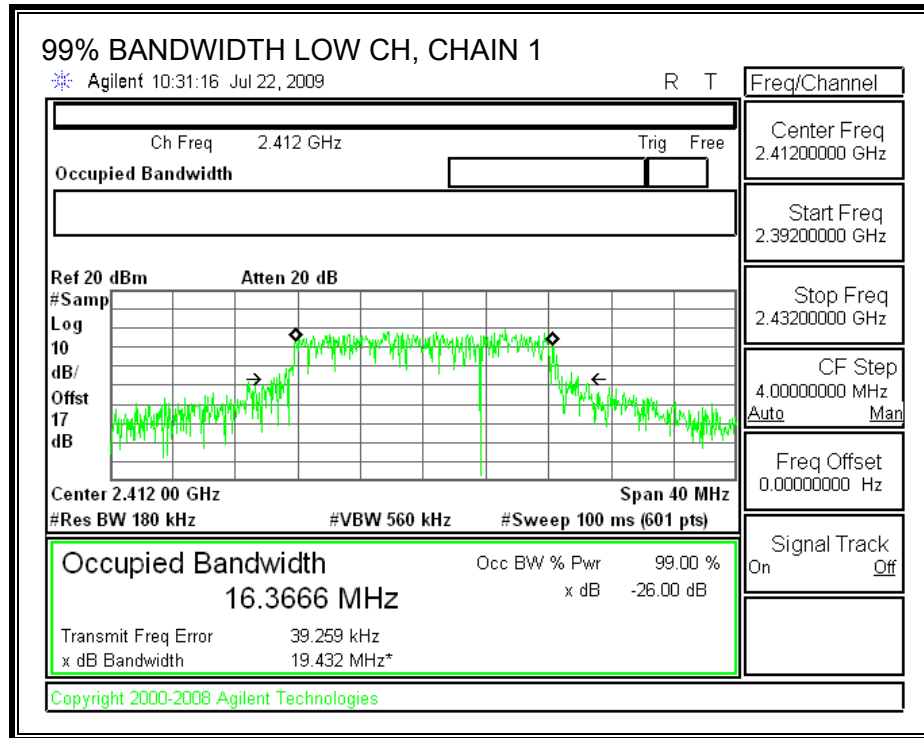 99% BANDWIDTH LOW CH, CHAIN 1
Agilent 10:31:16 Jul 22, 2009 R T
Freq/Channel
Ch Freq 2.412 GHz Trig Free
Occupied Bandwidth
Center Freq
2.41200000 GHz
Start Freq
2.39200000 GHz
Stop Freq
2.43200000 GHz
CF Step
4.00000000 MHz
Auto Man
Freq Offset
0.00000000 Hz
Signal Track
On Off
Ref 20 dBm Atten 20 dB
#Samp
Log
10
dB/
Offst
17
dB
Center 2.412 00 GHz Span 40 MHz
#Res BW 180 kHz #VBW 560 kHz #Sweep 100 ms (601 pts)
Occupied Bandwidth Occ BW % Pwr 99.00 %
16.3666 MHz x dB -26.00 dB
Transmit Freq Error 39.259 kHz
x dB Bandwidth 19.432 MHz*
Copyright 2000-2008 Agilent Technologies